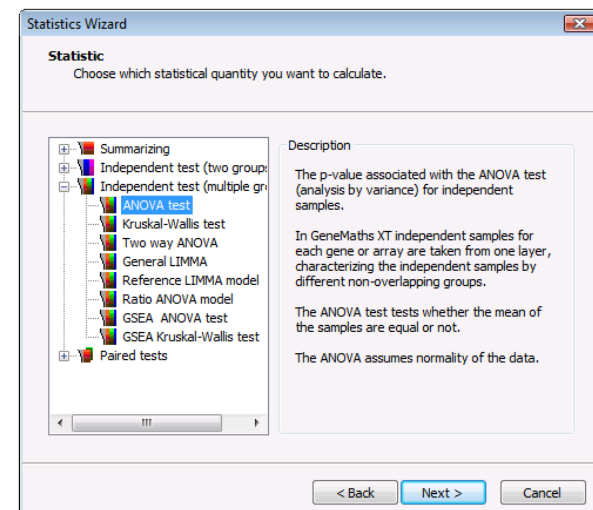 Statistics Wizard
Statistic
Choose which statistical quantity you want to calculate.
Summarizing
Independent test (two group
Independent test (multiple gr
ANOVA test
Kruskal-Wallis test
Two way ANOVA
General LIMMA
Reference LIMMA model
Ratio ANOVA model
GSEA ANOVA test
GSEA Kruskal-Wallis test
Paired tests
Description
The p-value associated with the ANOVA test
(analysis by variance) for independent
samples.
In GeneMaths XT independent samples for
each gene or array are taken from one layer,
characterizing the independent samples by
different non-overlapping groups.
The ANOVA test tests whether the mean of
the samples are equal or not.
The ANOVA assumes normality of the data.
< Back
Next >
Cancel